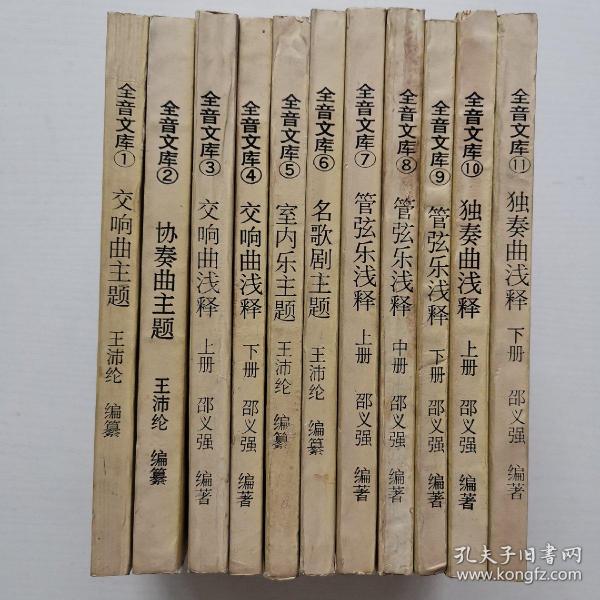 全音文库① 交响曲主题 王沛纶 编纂
全音文库② 协奏曲主题 王沛纶 编纂
全音文库③ 交响曲浅释 上册 邵义强 编著
全音文库④ 交响曲浅释 下册 邵义强 编著
全音文库⑤ 室内乐主题 王沛纶 编纂
全音文库⑥ 名歌剧主题 王沛纶 编纂
全音文库⑦ 管弦乐浅释 上册 邵义强 编著
全音文库⑧ 管弦乐浅释 中册 邵义强 编著
全音文库⑨ 管弦乐浅释 下册 邵义强 编著
全音文库⑩ 独奏曲浅释 上册 邵义强 编著
全音文库⑪ 独奏曲浅释 下册 邵义强 编著
孔夫子旧书网
www.kongfz.com